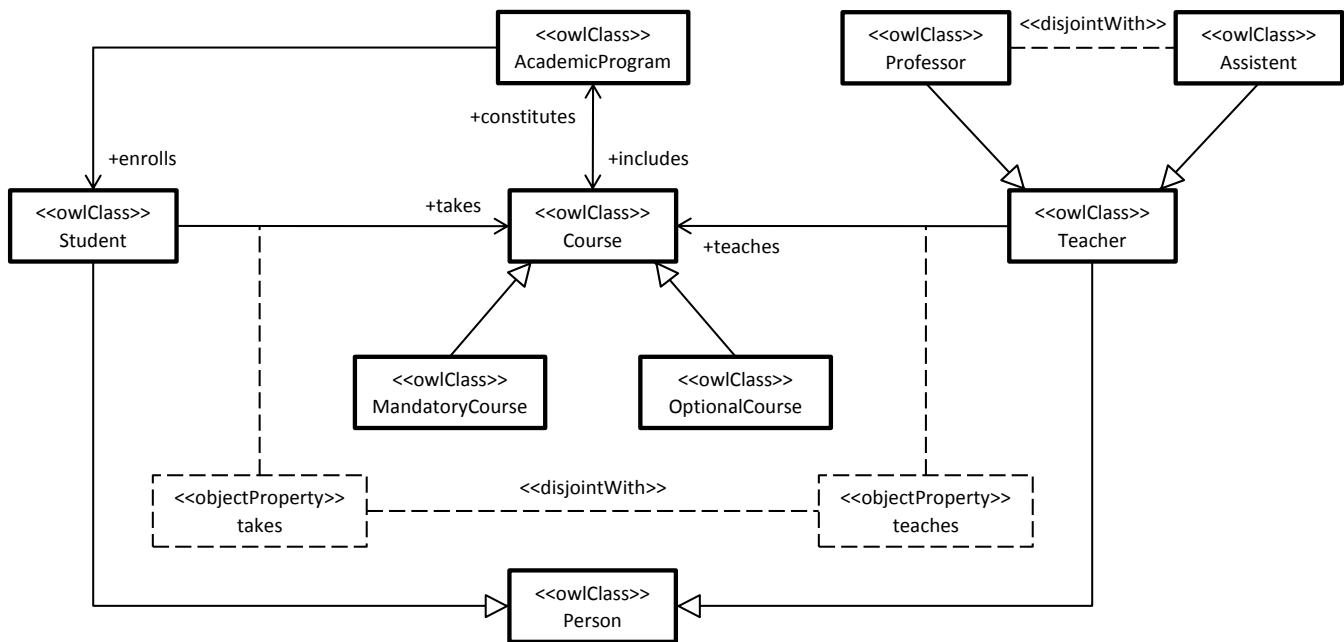 <<owlClass>>
AcademicProgram
<<owlClass>>
Professor
<<disjointWith>>
<<owlClass>>
Assistent
+constitutes
+enrolls
+includes
<<owlClass>>
Student
+takes
<<owlClass>>
Course
+teaches
<<owlClass>>
Teacher
<<owlClass>>
MandatoryCourse
<<owlClass>>
OptionalCourse
<<objectProperty>>
takes
<<disjointWith>>
<<objectProperty>>
teaches
<<owlClass>>
Person